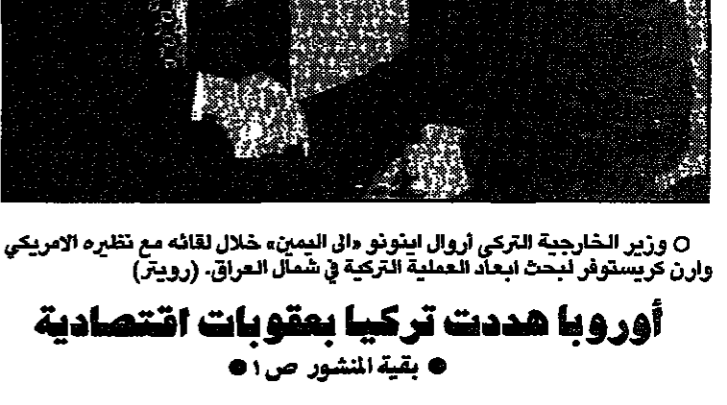 ○ وزير الخارجية التركي أروال اينونو «الى اليمين» خلال لقائه مع نظيره الامريكي
وارن كريستوفر لبحث ابعاد العملية التركية في شمال العراق. (رويتر)
أوروبا هددت تركيا بعقوبات اقتصادية
● بقية المنشور ص ١ ●